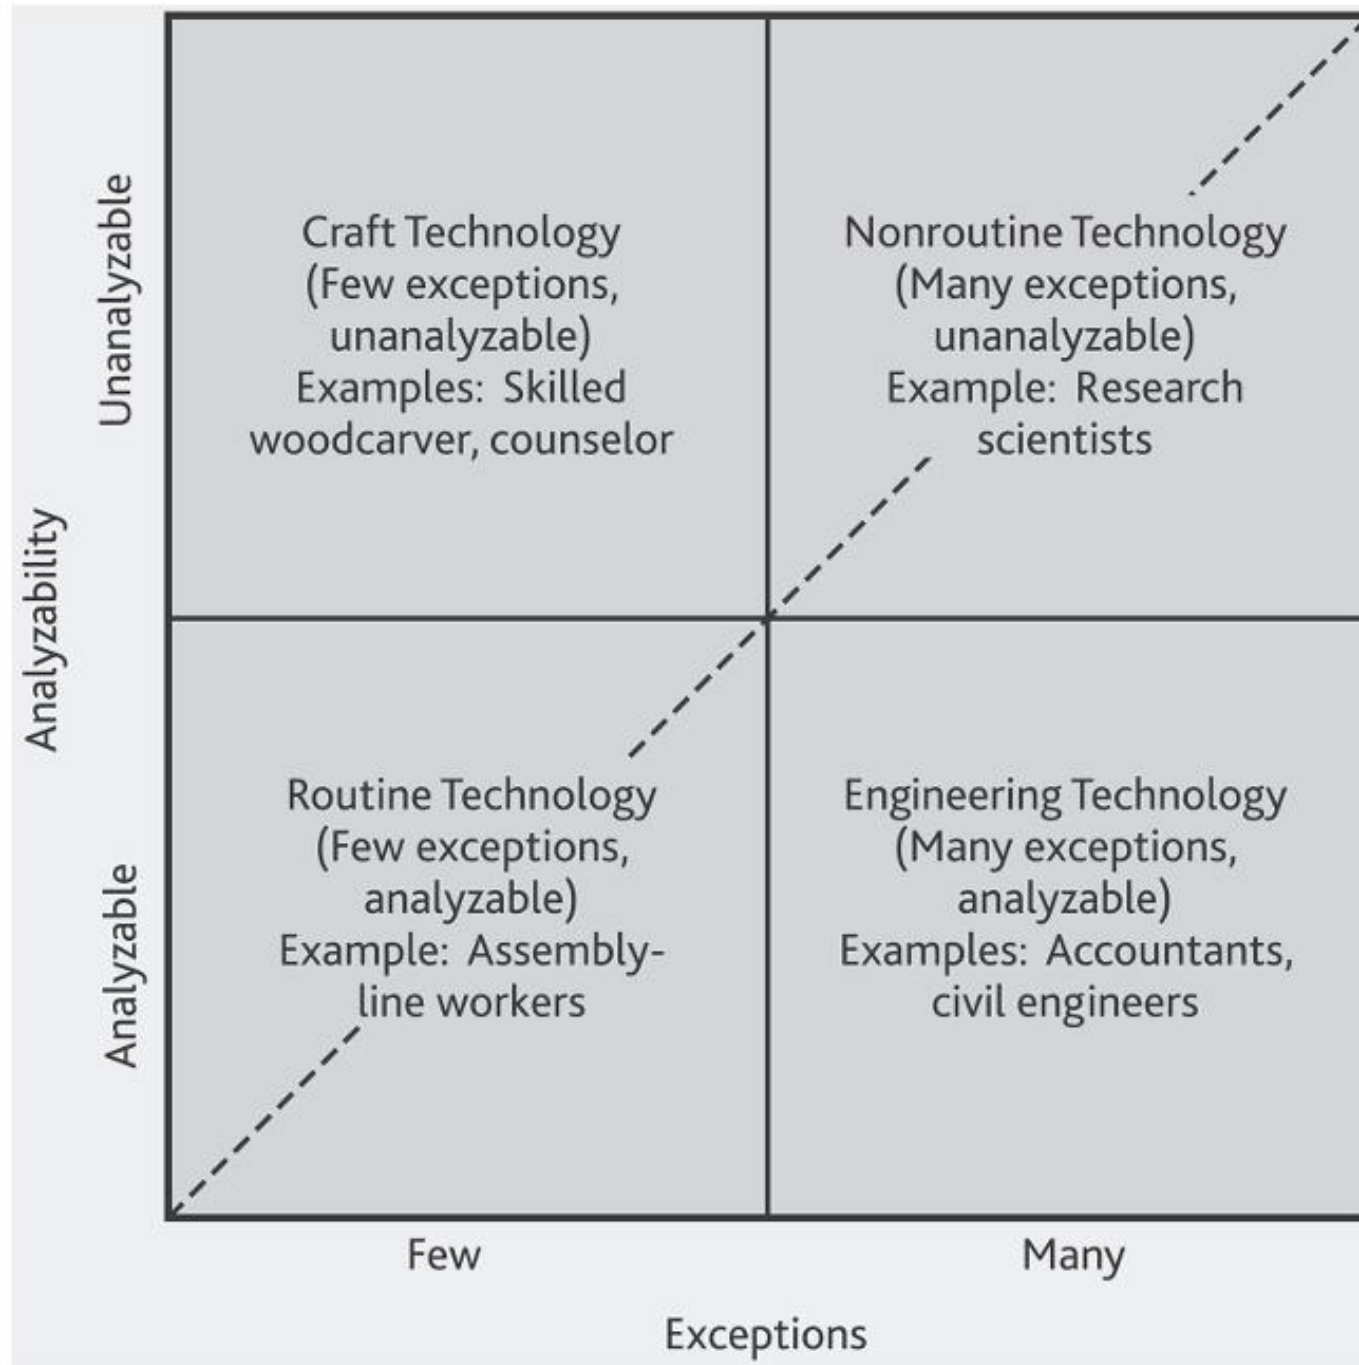 Unanalyzable
Analyzability
Analyzable
Craft Technology
(Few exceptions,
unanalyzable)
Examples: Skilled
woodcarver, counselor
Nonroutine Technology
(Many exceptions,
unanalyzable)
Example: Research
scientists
Routine Technology
(Few exceptions,
analyzable)
Example: Assembly-
line workers
Engineering Technology
(Many exceptions,
analyzable)
Examples: Accountants,
civil engineers
Few
Many
Exceptions